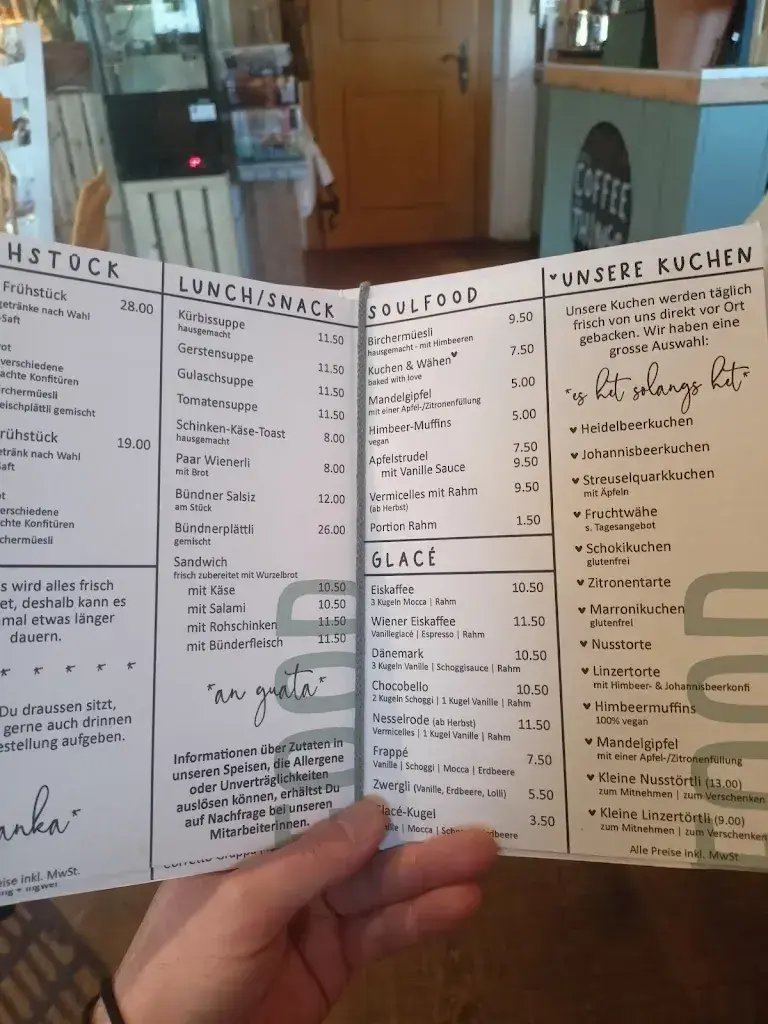 HSTÜCK
Frühstück 28.00
getränke nach Wahl
-Saft
verschiedene
achte Konfitüren
rchermüesli
eischplättli gemischt
rühstück 19.00
etränk nach Wahl
aft
erschiedene
chte Konfitüren
chermüesli
s wird alles frisch
et, deshalb kann es
mal etwas länger
dauern.
* * * * *
Du draussen sitzt,
gerne auch drinnen
estellung aufgeben.
anka*
eise inkl. MwSt.
LUNCH/SNACK
Kürbissuppe 11.50
hausgemacht
Gerstensuppe 11.50
Gulaschsuppe 11.50
Tomatensuppe 11.50
Schinken-Käse-Toast 8.00
hausgemacht
Paar Wienerli 8.00
mit Brot
Bündner Salsiz 12.00
am Stück
Bündnerplättli 26.00
gemischt
Sandwich
frisch zubereitet mit Wurzelbrot
mit Käse 10.50
mit Salami 10.50
mit Rohschinken 11.50
mit Bünderfleisch 11.50
*an guata*
Informationen über Zutaten in
unseren Speisen, die Allergene
oder Unverträglichkeiten
auslösen können, erhältst Du
auf Nachfrage bei unseren
Mitarbeiterinnen.
FOOD
SOULFOOD
Birchermüesli 9.50
hausgemacht - mit Himbeeren
Kuchen & Wähen♥ 7.50
baked with love
Mandelgipfel 5.00
mit einer Apfel-/Zitronenfüllung
Himbeer-Muffins 5.00
vegan
Apfelstrudel 7.50
mit Vanille Sauce 9.50
Vermicelles mit Rahm 9.50
(ab Herbst)
Portion Rahm 1.50
GLACÉ
Eiskaffee 10.50
3 Kugeln Mocca | Rahm
Wiener Eiskaffee 11.50
Vanilleglacé | Espresso | Rahm
Dänemark 10.50
3 Kugeln Vanille | Schoggisauce | Rahm
Chocobello 10.50
2 Kugeln Schoggi | 1 Kugel Vanille | Rahm
Nesselrode (ab Herbst) 11.50
Vermicelles | 1 Kugel Vanille | Rahm
Frappé 7.50
Vanille | Schoggi | Mocca | Erdbeere
Zwergli (Vanille, Erdbeere, Lolli) 5.50
lacé-Kugel 3.50
ille | Mocca | Scho rdbeere
♥UNSERE KUCHEN
Unsere Kuchen werden täglich
frisch von uns direkt vor Ort
gebacken. Wir haben eine
grosse Auswahl:
*es het solangs het*
♥ Heidelbeerkuchen
♥ Johannisbeerkuchen
♥ Streuselquarkkuchen
mit Äpfeln
♥ Fruchtwähe
s. Tagesangebot
♥ Schokikuchen
glutenfrei
♥ Zitronentarte
♥ Marronikuchen
glutenfrei
♥ Nusstorte
♥ Linzertorte
mit Himbeer- & Johannisbeerkonfi
♥ Himbeermuffins
100% vegan
♥ Mandelgipfel
mit einer Apfel-/Zitronenfüllung
♥ Kleine Nusstörtli (13.00)
zum Mitnehmen | zum Verschenken
♥ Kleine Linzertörtli (9.00)
zum Mitnehmen | zum Verschenken
Alle Preise inkl. MwSt
FOOD
COFFEE
THINGS